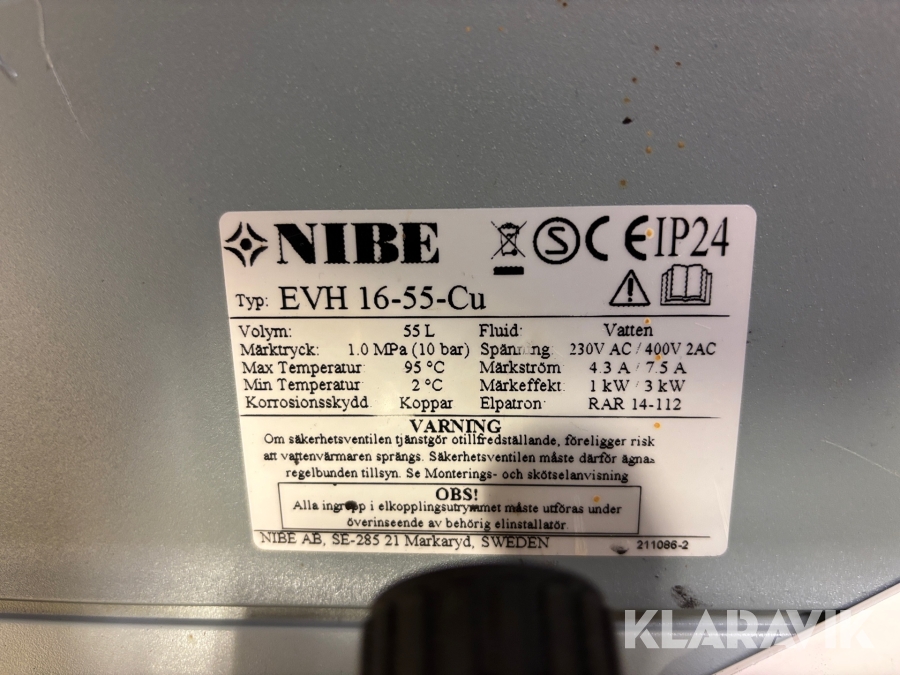 NIBE S CE IP24
Typ: EVH 16-55-Cu
Volym: 55 L Fluid: Vatten
Märktryck: 1.0 MPa (10 bar) Spänning: 230V AC / 400V 2AC
Max Temperatur 95 °C Märkström 4.3 A / 7.5 A
Min Temperatur 2 °C Märkeffekt 1 kW / 3 kW
Korrosionsskydd Koppar Elpatron: RAR 14-112
VARNING
Om säkerhetsventilen tjänstgör otillfredställande, föreligger risk
att vattenvärmaren sprängs. Säkerhetsventilen måste därför ägnas
regelbunden tillsyn. Se Monterings- och skötselanvisning
OBS!
Alla ingrepp i elkopplingsutrymmet måste utföras under
överinseende av behörig elinstallatör.
NIBE AB, SE-285 21 Markaryd, SWEDEN 211086-2
KLARAVIK